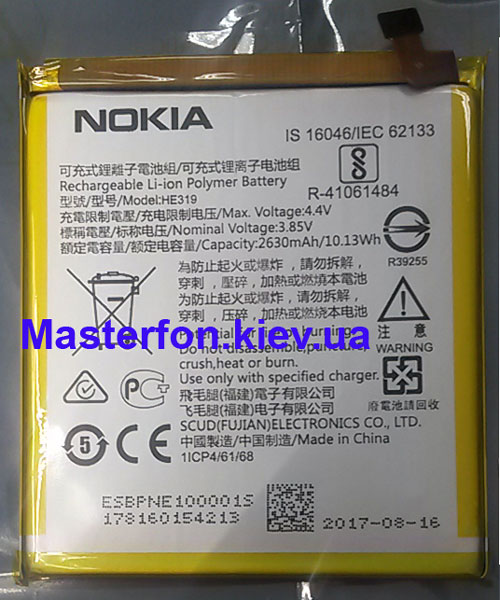 NOKIA
IS 16046/IEC 62133
可充式鋰離子電池組/可充式锂离子电池组
Rechargeable Li-ion Polymer Battery
型號/型号/Model:HE319
R-41061484
充電限制電壓/充电限制电压/Max. Voltage:4.4V
標稱電壓/标称电压/Nominal Voltage:3.85V
額定電容量/额定电容量/Capacity:2630mAh/10.13Wh
R39255
為防止起火或爆炸，請勿拆解，
穿刺，壓碎，加熱或燃燒本電池
为防止起火或爆炸，请勿拆解，
穿刺，压碎，加热或燃烧本电池
Masterfon.kiev.ua
Do not disassemble,puncture,
crush,heat or burn.
Use only with specified charger.
注意
WARNING
飛毛腿(福建)電子有限公司
飞毛腿(福建)电子有限公司
廢電池請回收
SCUD(FUJIAN)ELECTRONICS CO.,LTD.
中國製造/中国制造/Made in China
1ICP4/61/68
5
CE
ESBPNE100001S
178160154213
2017-08-16